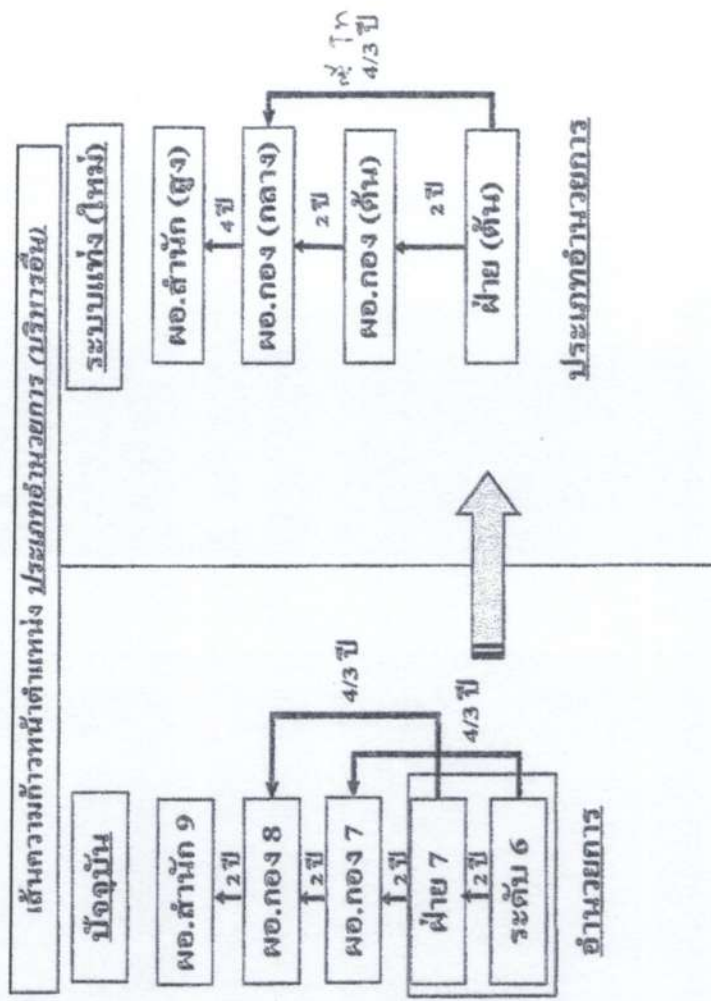 เส้นความก้าวหน้าตำแหน่ง ประเภทอำนวยการ (บริหารอื่น)
ปัจจุบัน
ผอ.สำนัก 9
2 ปี
ผอ.กอง 8
2 ปี
ผอ.กอง 7
2 ปี
ฝ่าย 7
2 ปี
ระดับ 6
4/3 ปี
4/3 ปี
อำนวยการ
ระบบแท่ง (ใหม่)
ผอ.สำนัก (สูง)
4 ปี
ผอ.กอง (กลาง)
2 ปี
ผอ.กอง (ต้น)
2 ปี
ฝ่าย (ต้น)
4/3 ปี
ประเภทอำนวยการ